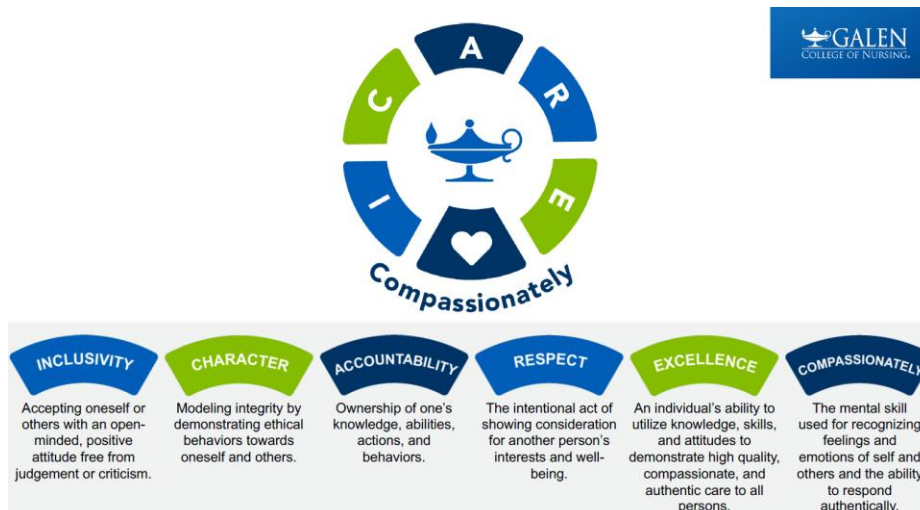 GALEN
COLLEGE OF NURSING®
A
C
R
I
E
Compassionately
INCLUSIVITY
Accepting oneself or
others with an open-
minded, positive
attitude free from
judgement or criticism.
CHARACTER
Modeling integrity by
demonstrating ethical
behaviors towards
oneself and others.
ACCOUNTABILITY
Ownership of one's
knowledge, abilities,
actions, and
behaviors.
RESPECT
The intentional act of
showing consideration
for another person's
interests and well-
being.
EXCELLENCE
An individual's ability to
utilize knowledge, skills,
and attitudes to
demonstrate high quality,
compassionate, and
authentic care to all
persons.
COMPASSIONATELY
The mental skill
used for recognizing
feelings and
emotions of self and
others and the ability
to respond
authentically.